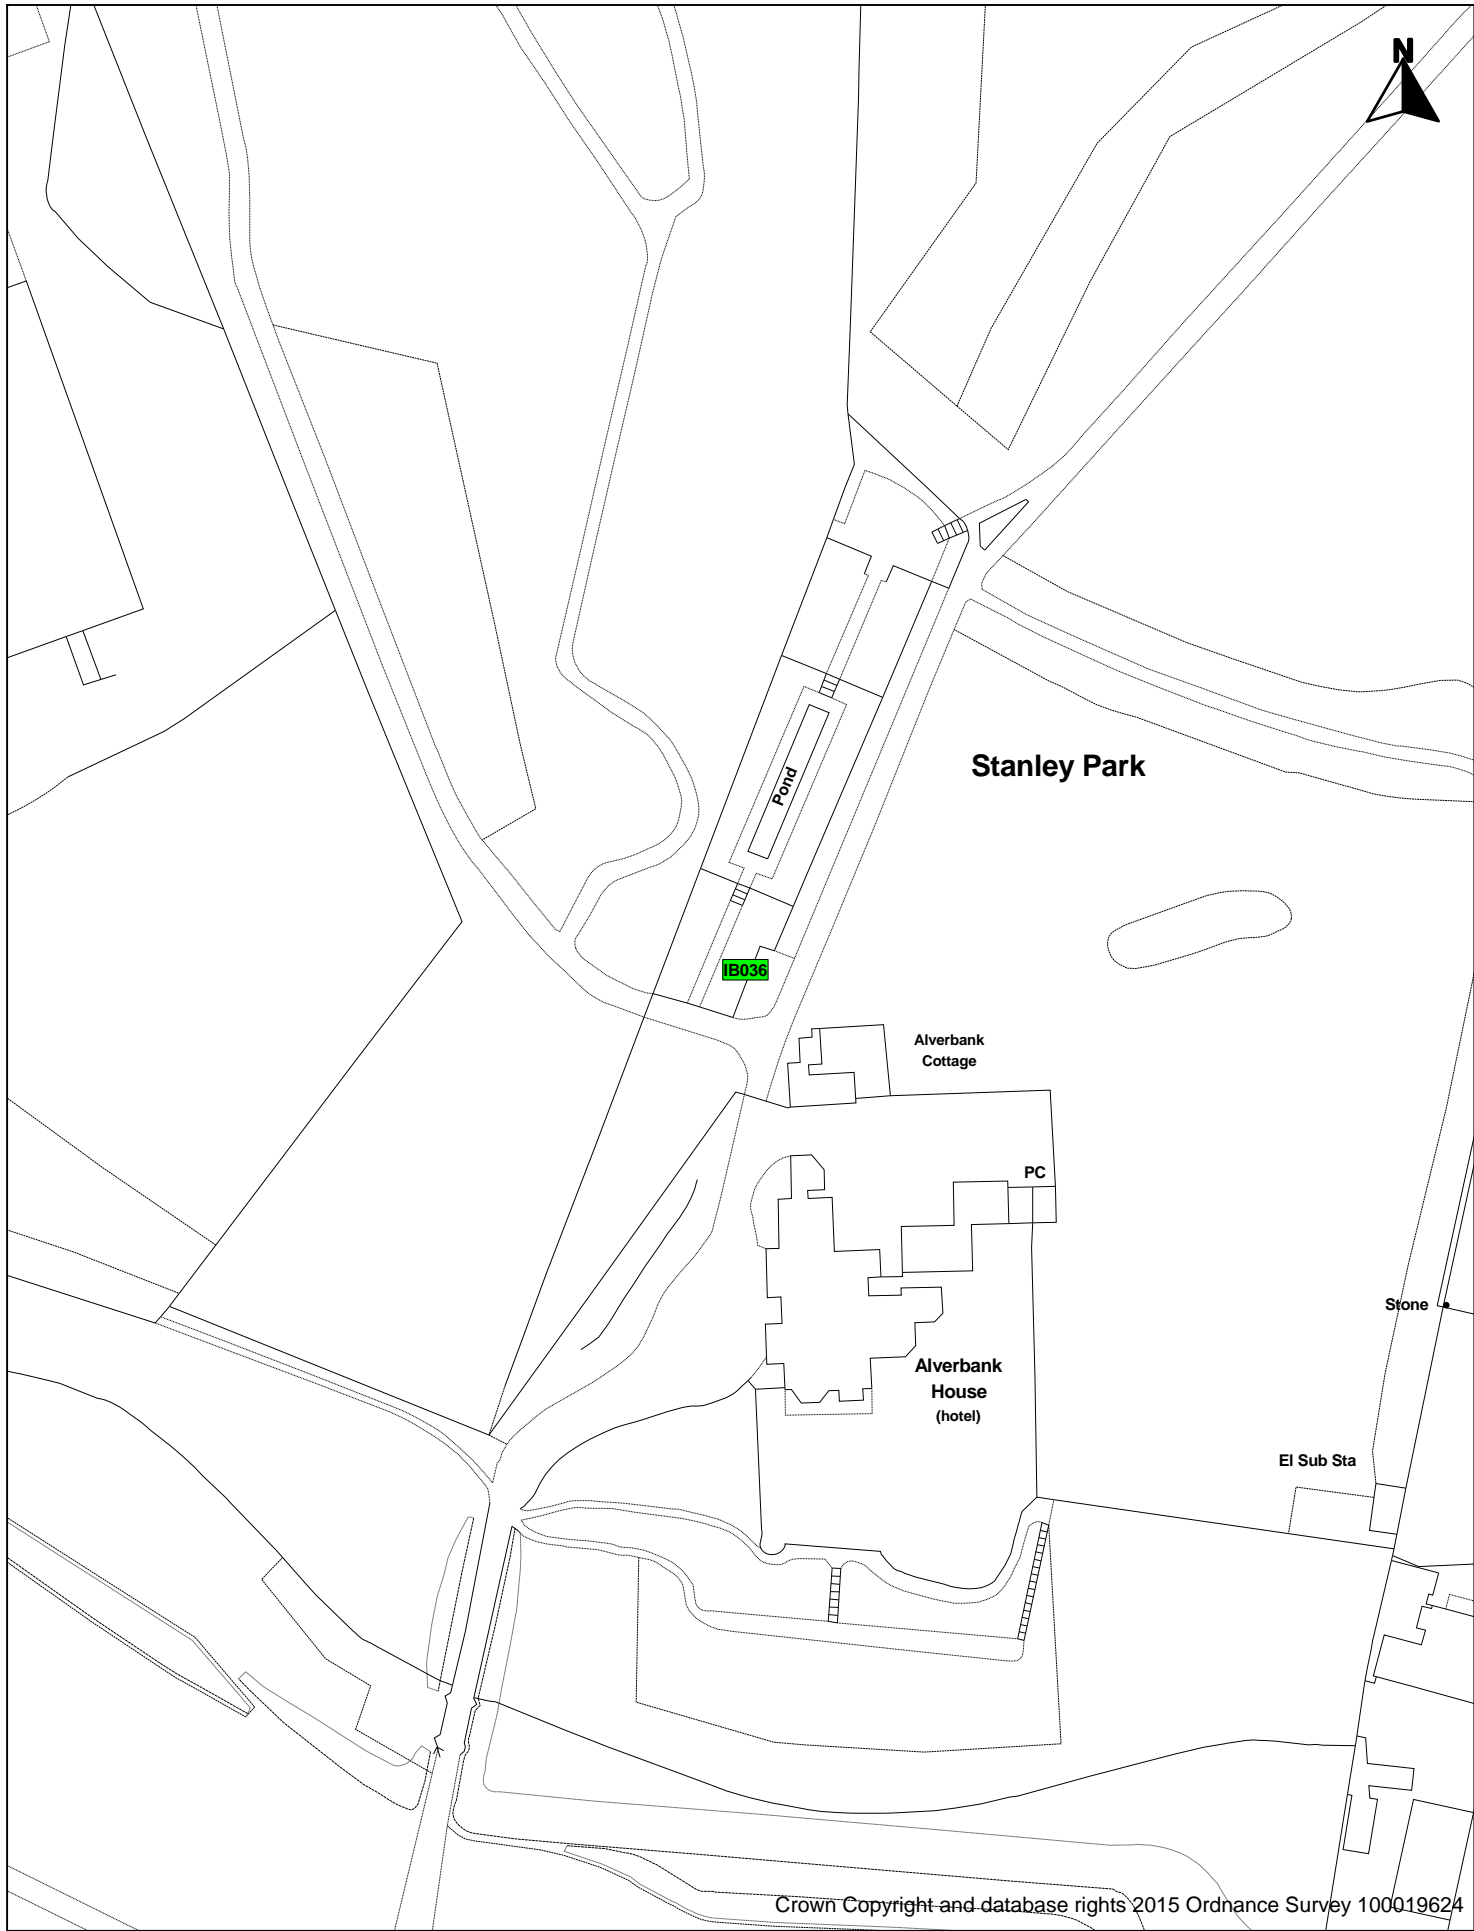 N
Stanley Park
Pond
IB036
Alverbank
Cottage
PC
Stone
Alverbank
House
(hotel)
El Sub Sta
Crown Copyright and database rights 2015 Ordnance Survey 100019624